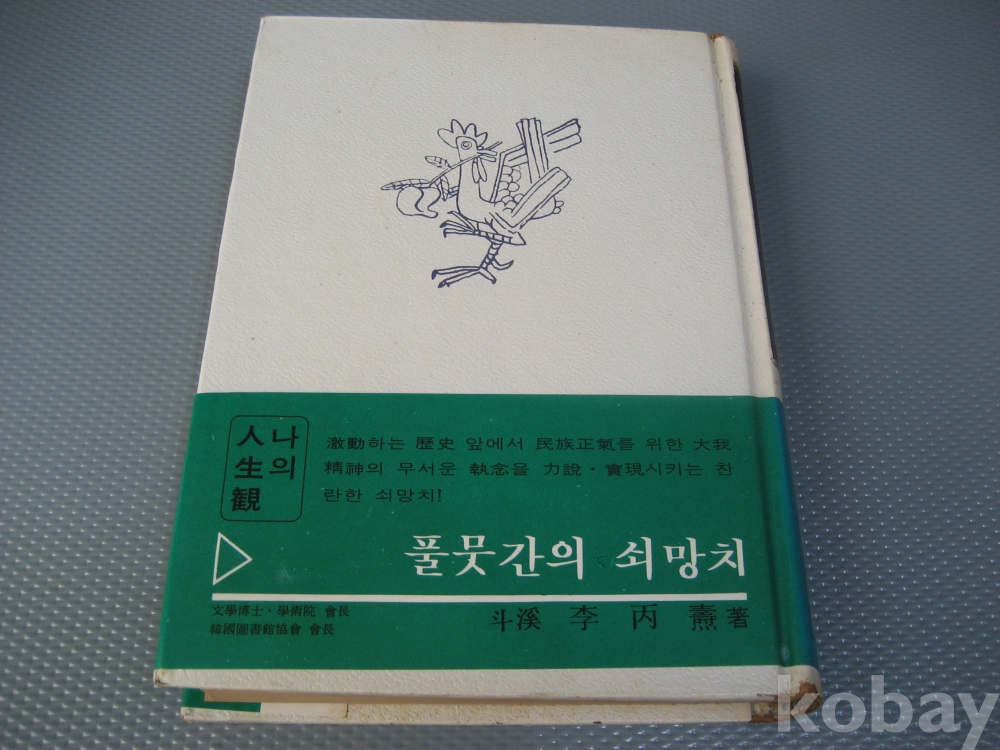 나의
人生観
激動하는 歷史 앞에서 民族正氣를 위한 大我
精神의 무서운 執念을 力說·實現시키는 찬
란한 쇠망치!
풀뭇간의 쇠망치
文學博士·學術院 會長
韓國圖書館協會 會長
斗溪 李丙燾 著
kobay